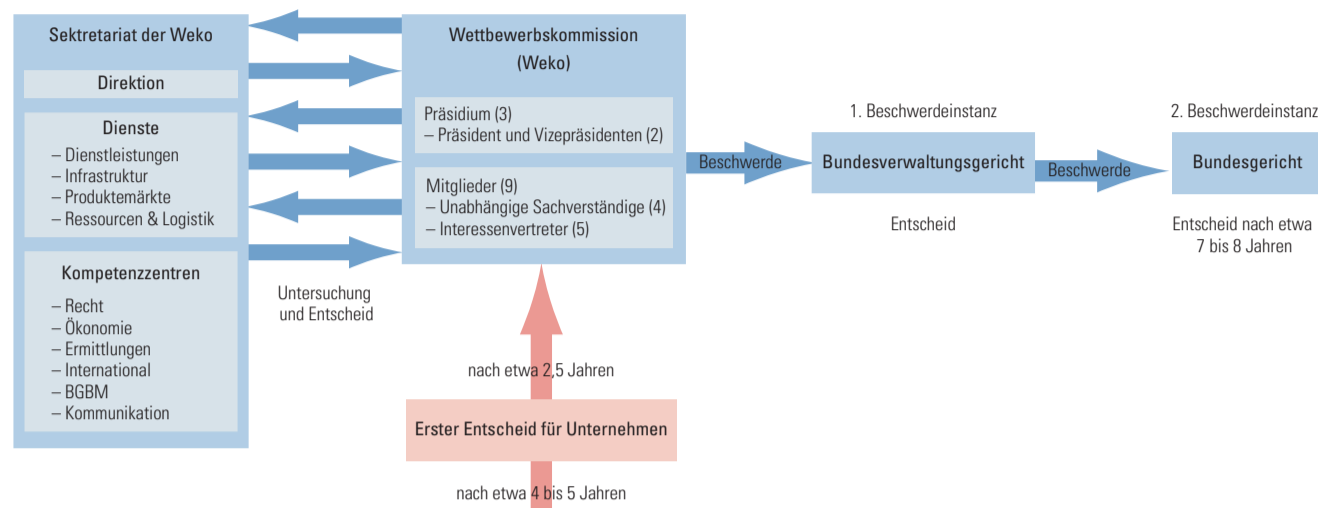 Sektretariat der Weko
Direktion
Dienste
– Dienstleistungen
– Infrastruktur
– Produktemärkte
– Ressourcen & Logistik
Kompetenzzentren
– Recht
– Ökonomie
– Ermittlungen
– International
– BGBM
– Kommunikation
Untersuchung
und Entscheid
Wettbewerbskommission
(Weko)
Präsidium (3)
– Präsident und Vizepräsidenten (2)
Mitglieder (9)
– Unabhängige Sachverständige (4)
– Interessenvertreter (5)
nach etwa 2,5 Jahren
Erster Entscheid für Unternehmen
nach etwa 4 bis 5 Jahren
Beschwerde
1. Beschwerdeinstanz
Bundesverwaltungsgericht
Entscheid
Beschwerde
2. Beschwerdeinstanz
Bundesgericht
Entscheid nach etwa
7 bis 8 Jahren